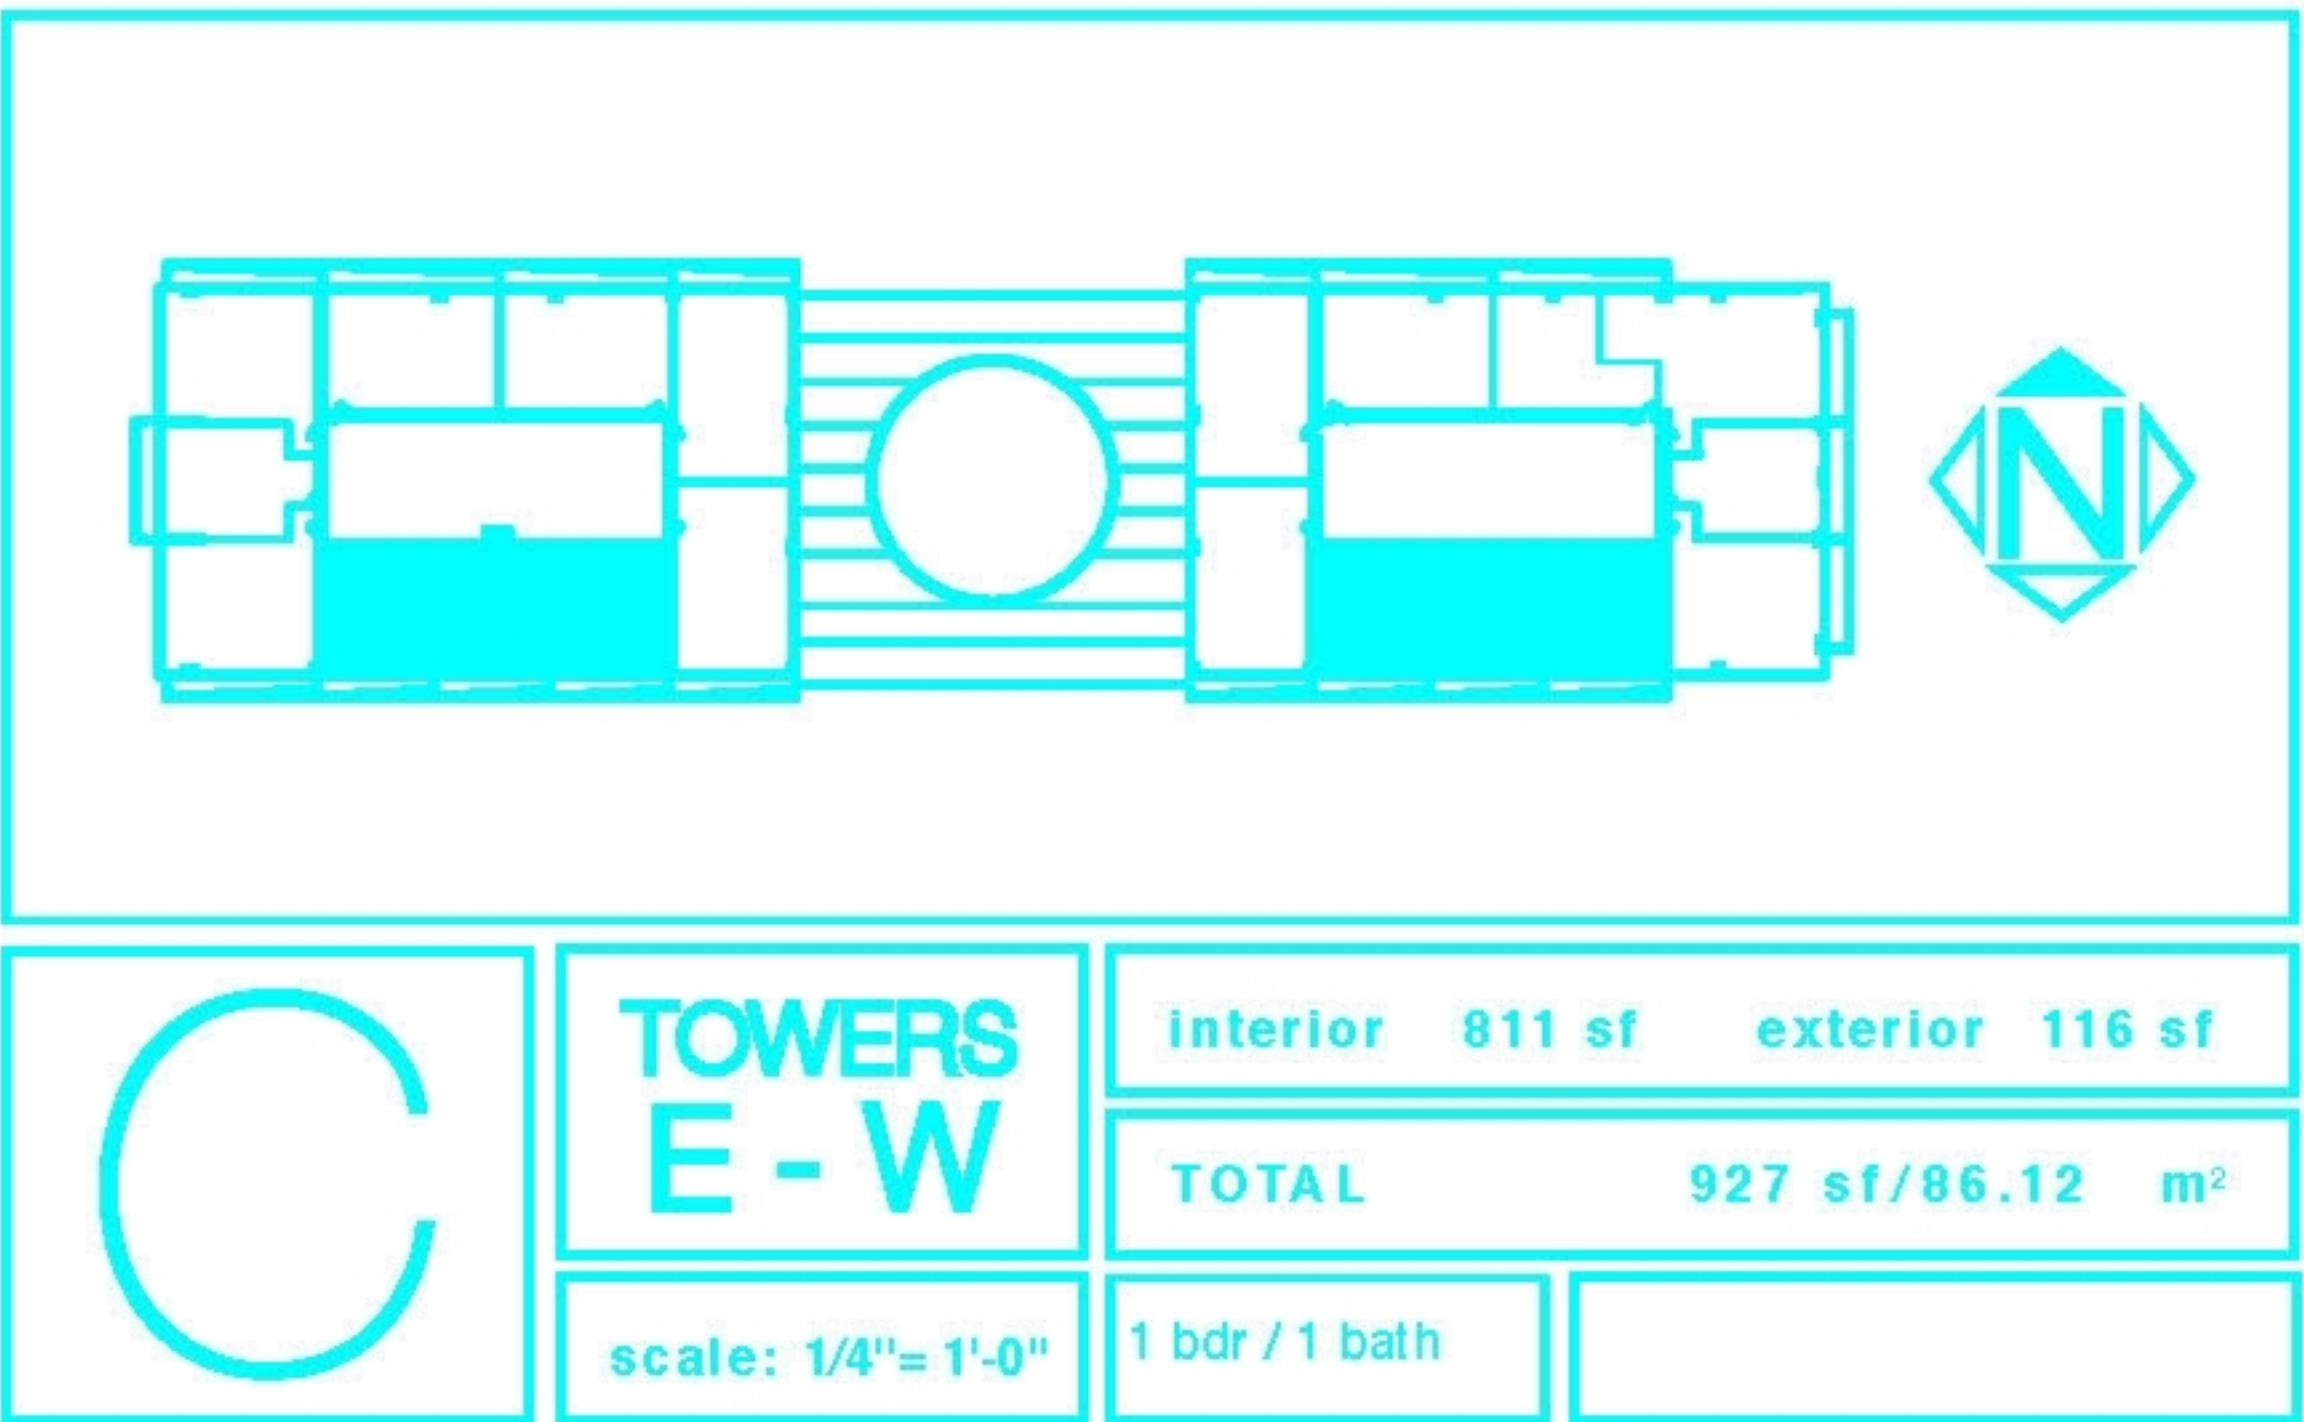 N
C
TOWERS
E - W
scale: 1/4"= 1'-0"
interior 811 sf exterior 116 sf
TOTAL 927 sf/86.12 m²
1 bdr / 1 bath